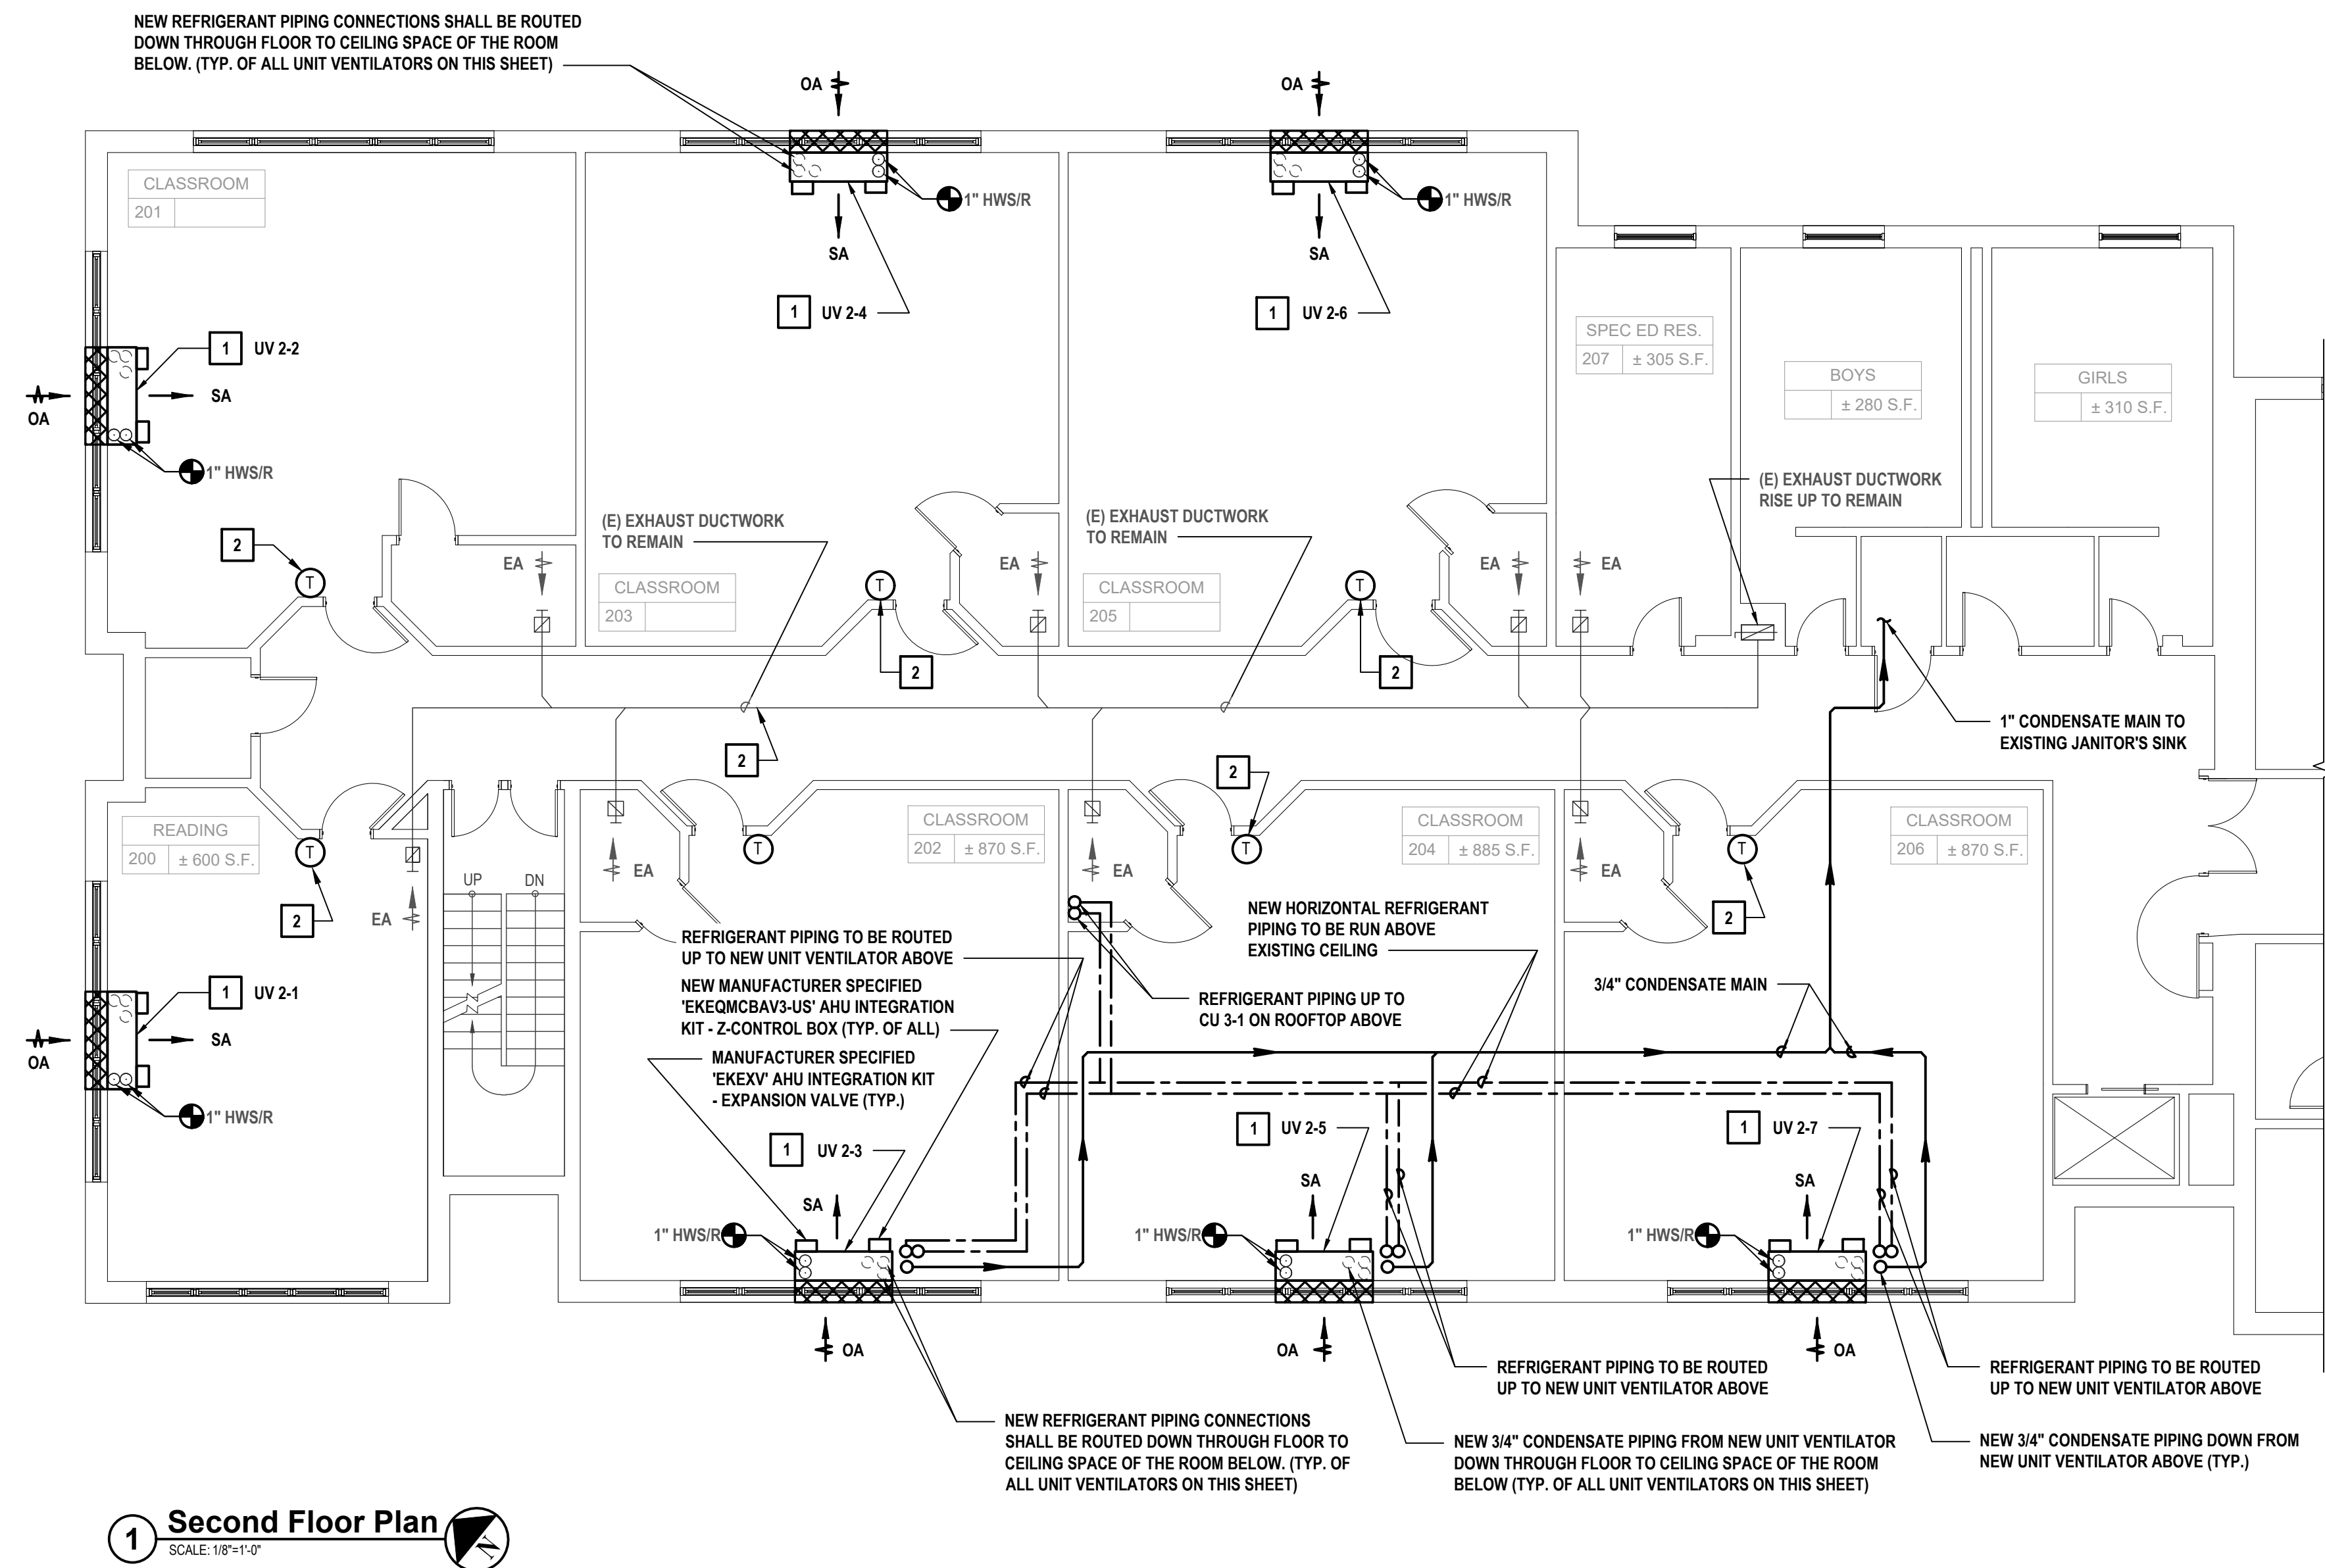 NEW REFRIGERANT PIPING CONNECTIONS SHALL BE ROUTED
DOWN THROUGH FLOOR TO CEILING SPACE OF THE ROOM
BELOW. (TYP. OF ALL UNIT VENTILATORS ON THIS SHEET)
OA
OA
CLASSROOM
201
1" HWS/R
1" HWS/R
SA
SA
1 UV 2-4
1 UV 2-6
SPEC ED RES.
207 ± 305 S.F.
1 UV 2-2
BOYS
± 280 S.F.
GIRLS
± 310 S.F.
SA
OA
1" HWS/R
(E) EXHAUST DUCTWORK
RISE UP TO REMAIN
(E) EXHAUST DUCTWORK
TO REMAIN
(E) EXHAUST DUCTWORK
TO REMAIN
2
EA
EA
EA
EA
T
CLASSROOM
203
T
CLASSROOM
205
T
2
2
1" CONDENSATE MAIN TO
EXISTING JANITOR'S SINK
2
2
READING
200 ± 600 S.F.
T
CLASSROOM
202 ± 870 S.F.
T
CLASSROOM
204 ± 885 S.F.
T
CLASSROOM
206 ± 870 S.F.
T
EA
EA
EA
UP
DN
2
EA
2
REFRIGERANT PIPING TO BE ROUTED
UP TO NEW UNIT VENTILATOR ABOVE
NEW HORIZONTAL REFRIGERANT
PIPING TO BE RUN ABOVE
EXISTING CEILING
NEW MANUFACTURER SPECIFIED
'EKEQMCBAV3-US' AHU INTEGRATION
KIT - Z-CONTROL BOX (TYP. OF ALL)
3/4" CONDENSATE MAIN
1 UV 2-1
REFRIGERANT PIPING UP TO
CU 3-1 ON ROOFTOP ABOVE
SA
OA
MANUFACTURER SPECIFIED
'EKEXV' AHU INTEGRATION KIT
- EXPANSION VALVE (TYP.)
1" HWS/R
1 UV 2-3
1 UV 2-5
1 UV 2-7
SA
SA
SA
1" HWS/R
1" HWS/R
1" HWS/R
OA
OA
OA
REFRIGERANT PIPING TO BE ROUTED
UP TO NEW UNIT VENTILATOR ABOVE
REFRIGERANT PIPING TO BE ROUTED
UP TO NEW UNIT VENTILATOR ABOVE
NEW REFRIGERANT PIPING CONNECTIONS
SHALL BE ROUTED DOWN THROUGH FLOOR TO
CEILING SPACE OF THE ROOM BELOW. (TYP. OF
ALL UNIT VENTILATORS ON THIS SHEET)
NEW 3/4" CONDENSATE PIPING FROM NEW UNIT VENTILATOR
DOWN THROUGH FLOOR TO CEILING SPACE OF THE ROOM
BELOW (TYP. OF ALL UNIT VENTILATORS ON THIS SHEET)
NEW 3/4" CONDENSATE PIPING DOWN FROM
NEW UNIT VENTILATOR ABOVE (TYP.)
1 Second Floor Plan
SCALE: 1/8"=1'-0"
N